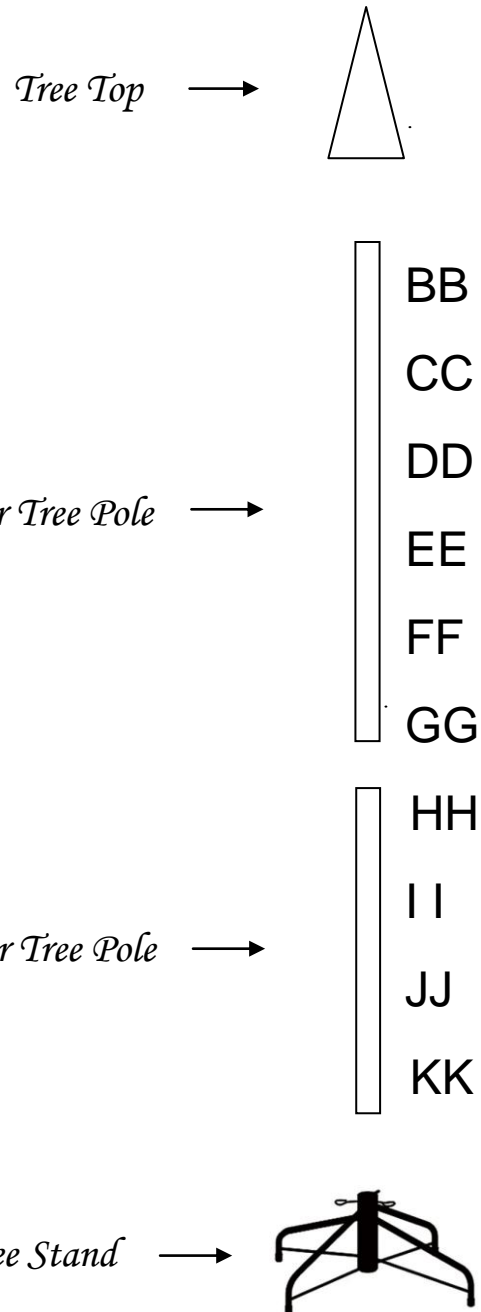 Tree Top
BB
CC
DD
r Tree Pole
EE
FF
GG
HH
I I
r Tree Pole
JJ
KK
ee Stand